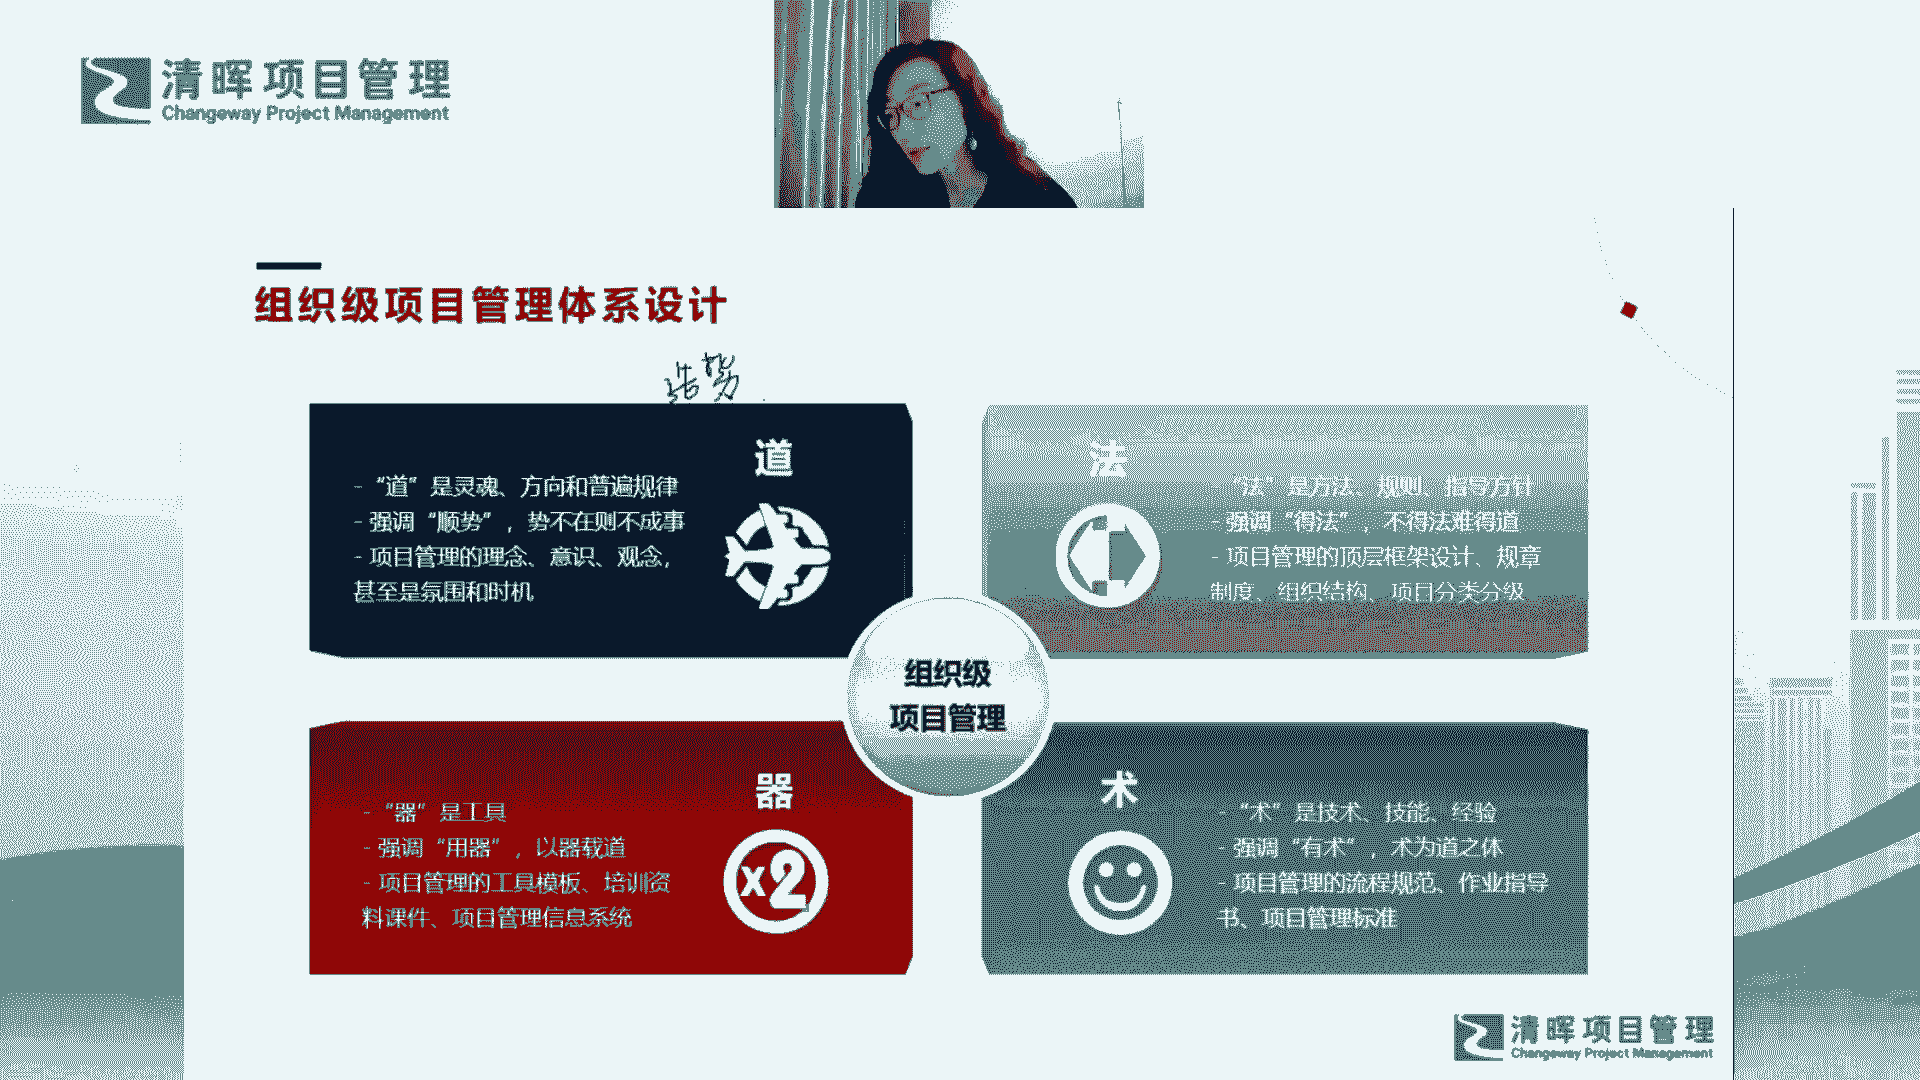 清晖项目管理
Changeway Project Management
组织级项目管理体系设计
造势
道
- “道”是灵魂、方向和普遍规律
- 强调“顺势”，势不在则不成事
- 项目管理的理念、意识、观念，
甚至是氛围和时机
法
- “法”是方法、规则、指导方针
- 强调“得法”，不得法难得道
- 项目管理的顶层框架设计、规章
制度、组织结构、项目分类分级
组织级
项目管理
器
- “器”是工具
- 强调“用器”，以器载道
- 项目管理的工具模板、培训资
料课件、项目管理信息系统
x2
术
- “术”是技术、技能、经验
- 强调“有术”，术为道之体
- 项目管理的流程规范、作业指导
书、项目管理标准
清晖项目管理
Changeway Project Management